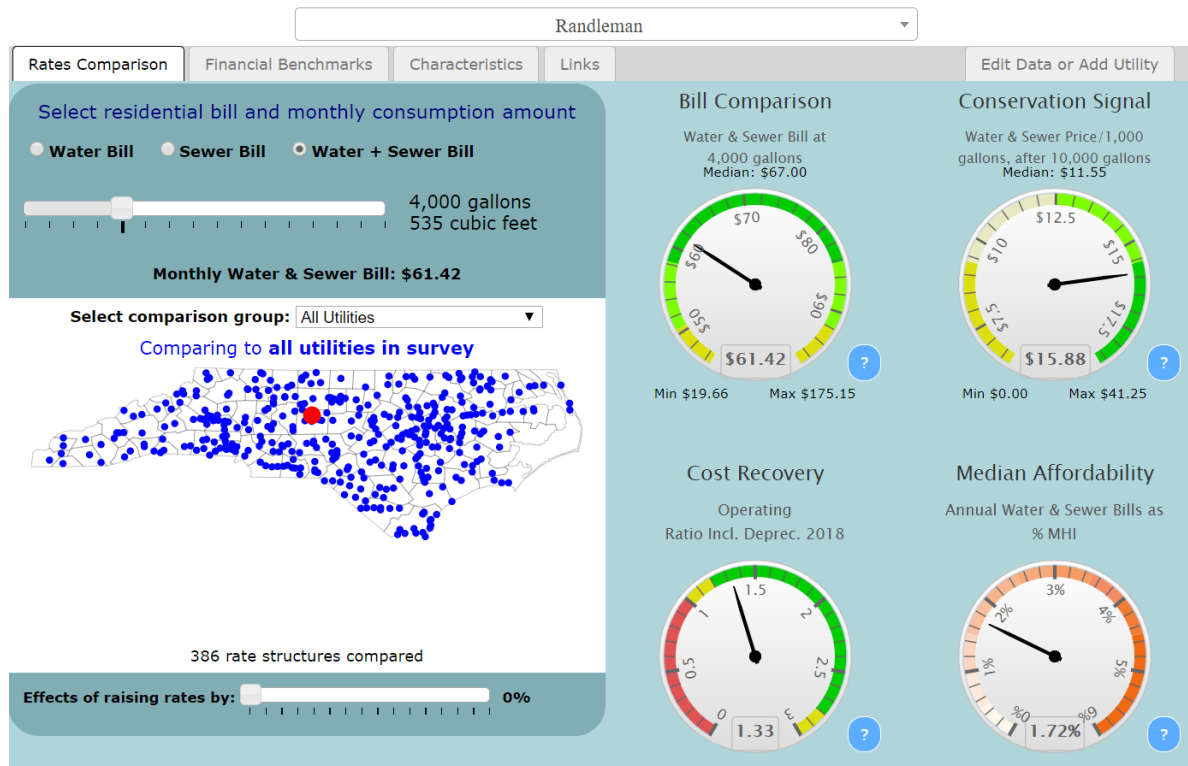 Randleman
Rates Comparison
Financial Benchmarks
Characteristics
Links
Edit Data or Add Utility
Select residential bill and monthly consumption amount
Water Bill
Sewer Bill
Water + Sewer Bill
4,000 gallons
535 cubic feet
Monthly Water & Sewer Bill: $61.42
Select comparison group:
All Utilities
Comparing to all utilities in survey
386 rate structures compared
Effects of raising rates by:
0%
Bill Comparison
Water & Sewer Bill at
4,000 gallons
Median: $67.00
$50
$60
$70
$80
$90
$61.42
?
Min $19.66
Max $175.15
Conservation Signal
Water & Sewer Price/1,000
gallons, after 10,000 gallons
Median: $11.55
$7.5
$10
$12.5
$15
$17.5
$15.88
?
Min $0.00
Max $41.25
Cost Recovery
Operating
Ratio Incl. Deprec. 2018
0
0.5
1
1.5
2
2.5
3
1.33
?
Median Affordability
Annual Water & Sewer Bills as
% MHI
0%
1%
2%
3%
4%
5%
6%
1.72%
?